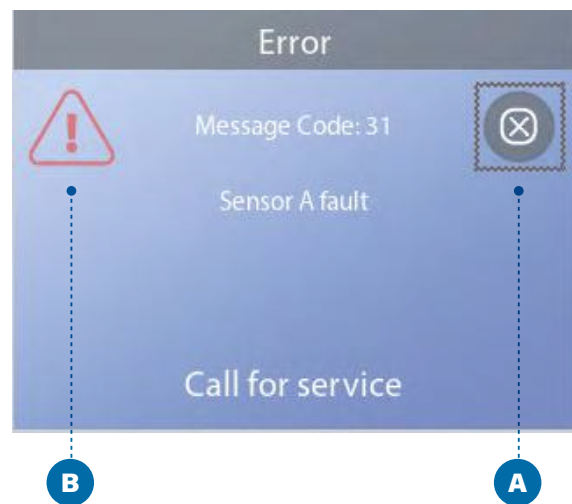 Error
Message Code: 31
Sensor A fault
Call for service
B
A